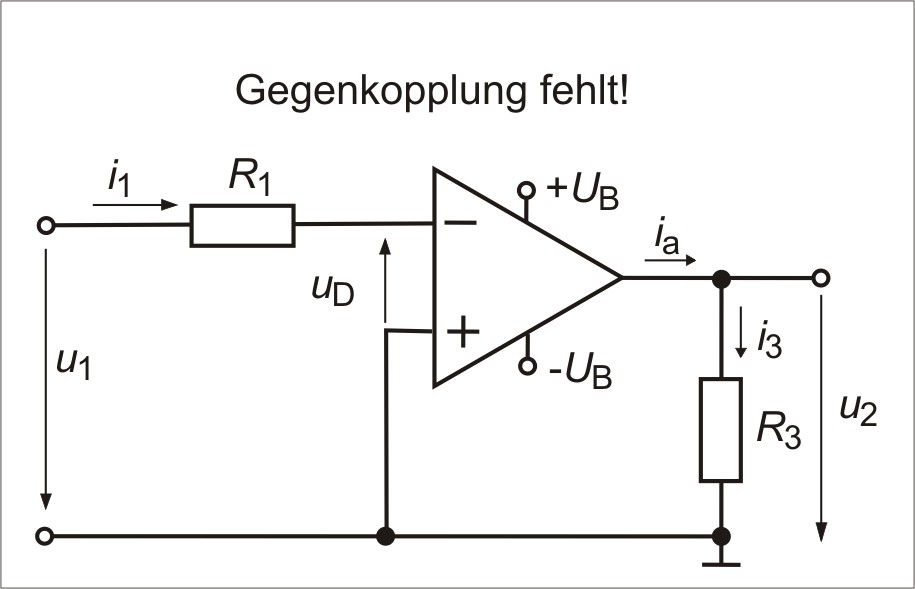 Gegenkopplung fehlt!
i1
R1
+UB
−
ia
uD
+
i3
u1
-UB
u2
R3